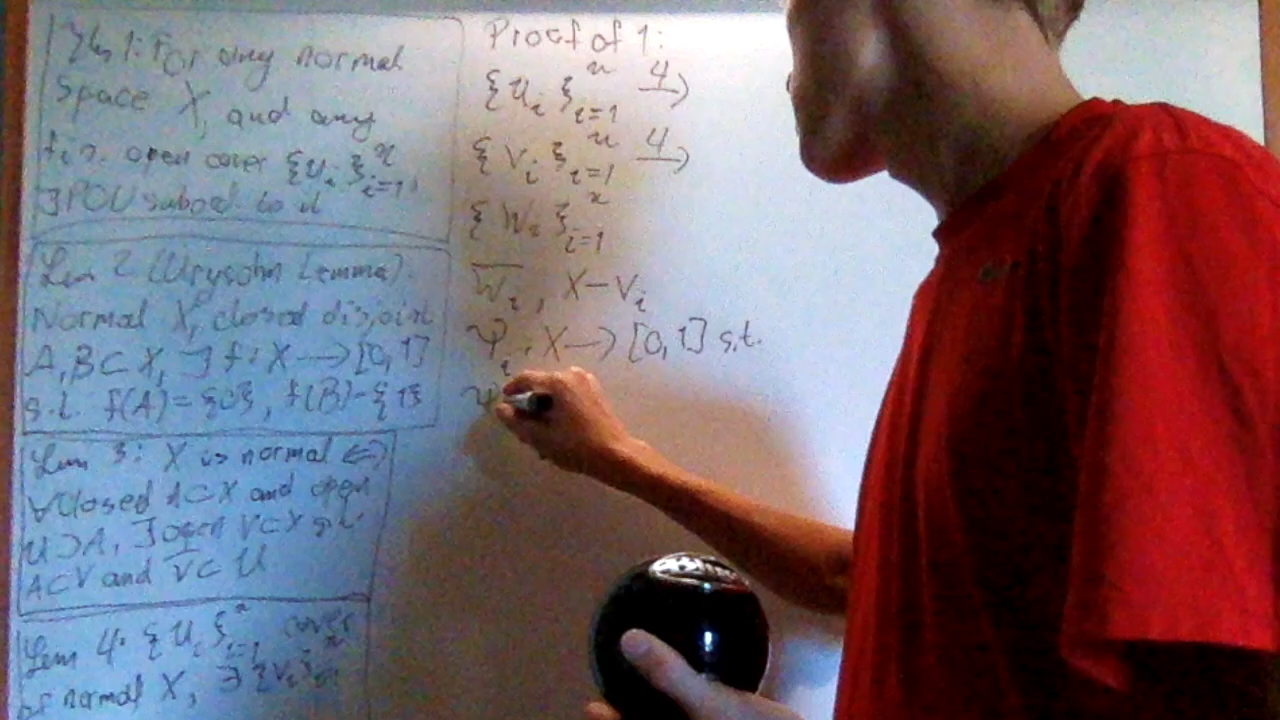 Thm 1: For any normal
Space X, and any
fin. open cover {U_i}_{i=1}^n,
∃POU subord. to it
Lem 2 (Urysohn Lemma).
Normal X, closed disjoint
A, B ⊂ X, ∃ f: X → [0,1]
s.t. f(A) = {0}, f(B) = {1}
Lem 3: X is normal ⇔
∀closed A⊂X and open
U⊃A, ∃open V⊂X s.t.
A⊂V and V̅⊂U
Lem 4: {U_i}_{i=1}^n cover
of normal X, ∃ {V_i}
Proof of 1:
{U_i}_{i=1}^n 4→
{V_i}_{i=1}^n 4→
{W_i}_{i=1}^n
W̅_i, X−V_i
Ψ_i: X → [0,1] s.t.
Ψ